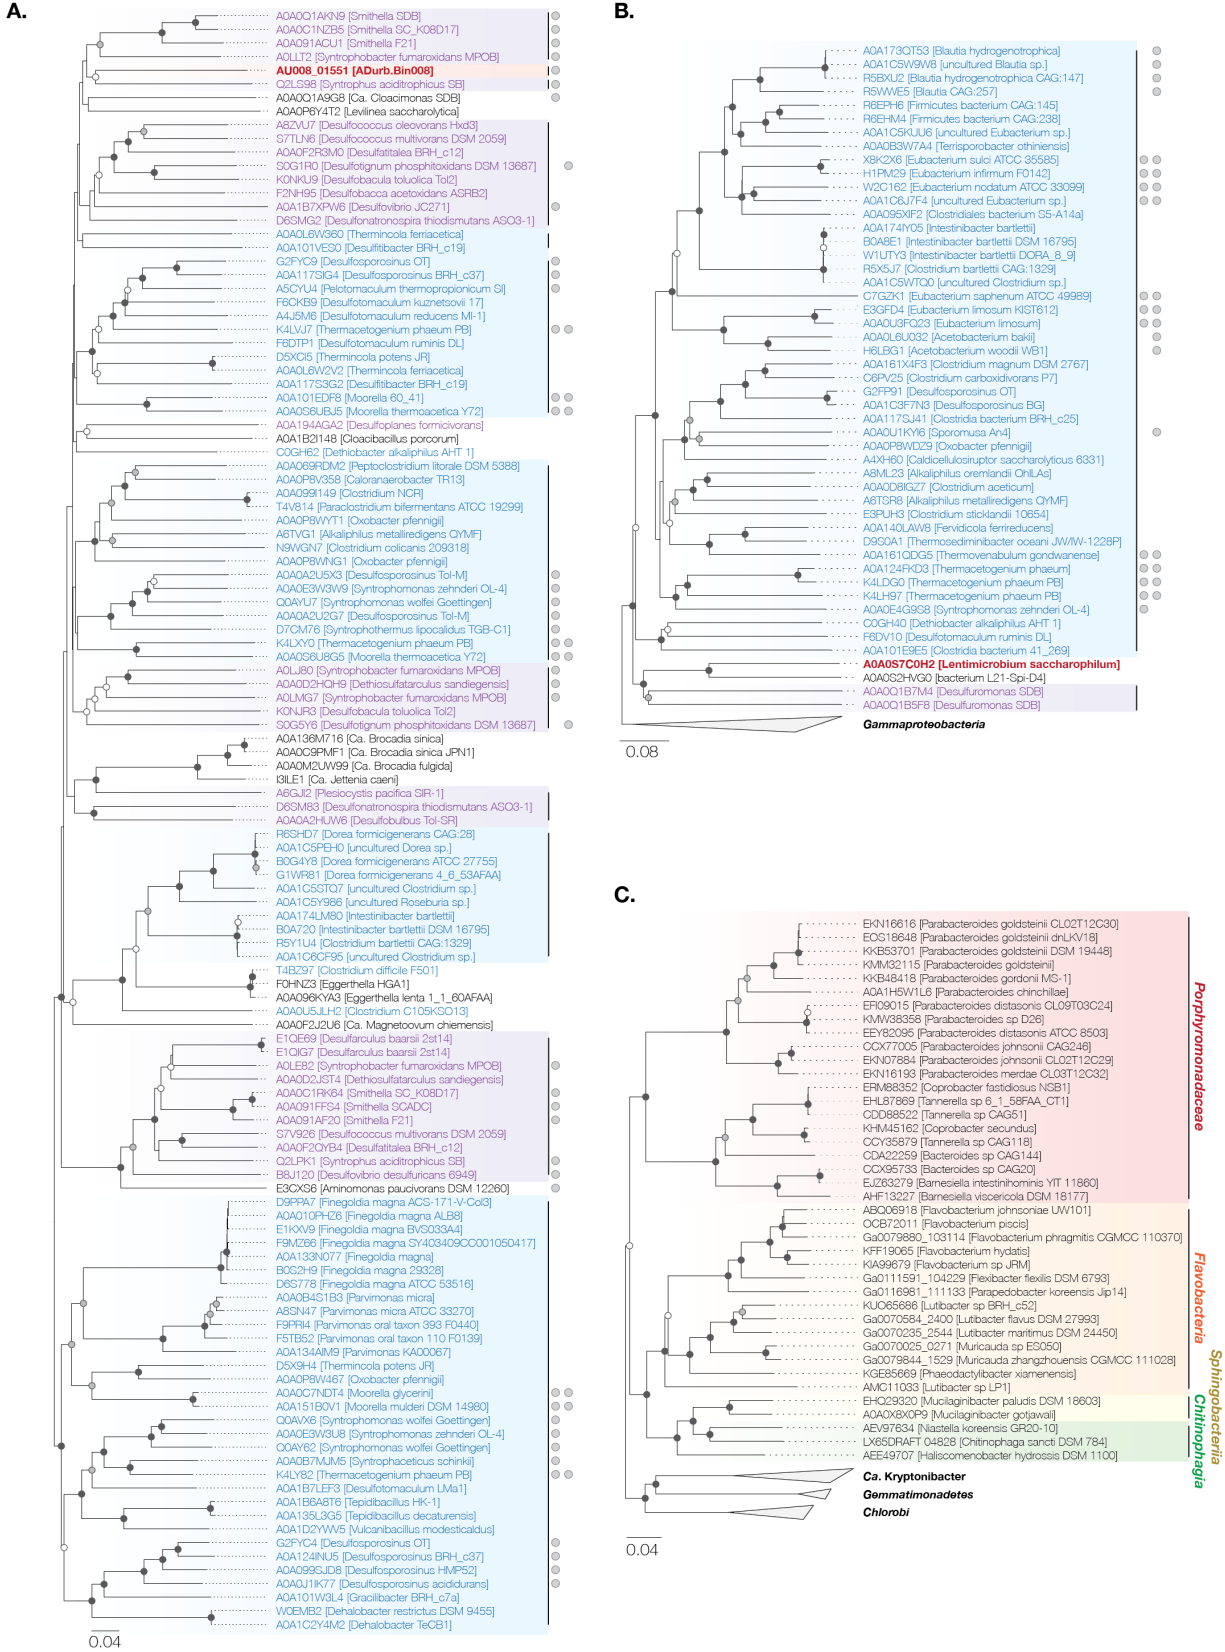 A.
A0A0Q1AKN9 [Smithella SDB]
A0A0C1NZB5 [Smithella SC_K08D17]
A0A091ACU1 [Smithella F21]
A0LLT2 [Syntrophobacter fumaroxidans MPOB]
AU008_01551 [ADurb.Bin008]
Q2LS98 [Syntrophus aciditrophicus SB]
A0A0Q1A9G8 [Ca. Cloacimonas SDB]
A0A0P6Y4T2 [Levilinea saccharolytica]
A8ZVU7 [Desulfococcus oleovorans Hxd3]
S7TLN6 [Desulfococcus multivorans DSM 2059]
A0A0F2R3M0 [Desulfatitalea BRH_c12]
S0G1R0 [Desulfotignum phosphitoxidans DSM 13687]
K0NKU9 [Desulfobacula toluolica Tol2]
F2NH95 [Desulfobacca acetoxidans ASRB2]
A0A1B7XPW6 [Desulfovibrio JC271]
D6SMG2 [Desulfonatronospira thiodismutans ASO3-1]
A0A0L6W360 [Thermincola ferriacetica]
A0A101VES0 [Desulfitibacter BRH_c19]
G2FYC9 [Desulfosporosinus OT]
A0A117SIG4 [Desulfosporosinus BRH_c37]
A5CYU4 [Pelotomaculum thermopropionicum SI]
F6CKB9 [Desulfotomaculum kuznetsovii 17]
A4J5M6 [Desulfotomaculum reducens MI-1]
K4LVJ7 [Thermacetogenium phaeum PB]
F6DTP1 [Desulfotomaculum ruminis DL]
D5XCI5 [Thermincola potens JR]
A0A0L6W2V2 [Thermincola ferriacetica]
A0A117S3G2 [Desulfitibacter BRH_c19]
A0A101EDF8 [Moorella 60_41]
A0A0S6UBJ5 [Moorella thermoacetica Y72]
A0A194AGA2 [Desulfoplanes formicivorans]
A0A1B2I148 [Cloacibacillus porcorum]
C0GH62 [Dethiobacter alkaliphilus AHT 1]
A0A069RDM2 [Peptoclostridium litorale DSM 5388]
A0A0P8V358 [Caloranaerobacter TR13]
A0A099I149 [Clostridium NCR]
T4V814 [Paraclostridium bifermentans ATCC 19299]
A0A0P8WYT1 [Oxobacter pfennigii]
A6TVG1 [Alkaliphilus metalliredigens QYMF]
N9WGN7 [Clostridium colicanis 209318]
A0A0P8WNG1 [Oxobacter pfennigii]
A0A0A2U5X3 [Desulfosporosinus Tol-M]
A0A0E3W3W9 [Syntrophomonas zehnderi OL-4]
Q0AYU7 [Syntrophomonas wolfei Goettingen]
A0A0A2U2G7 [Desulfosporosinus Tol-M]
D7CM76 [Syntrophothermus lipocalidus TGB-C1]
K4LXY0 [Thermacetogenium phaeum PB]
A0A0S6U8G5 [Moorella thermoacetica Y72]
A0LJ80 [Syntrophobacter fumaroxidans MPOB]
A0A0D2HQH9 [Dethiosulfatarculus sandiegensis]
A0LMG7 [Syntrophobacter fumaroxidans MPOB]
K0NJR3 [Desulfobacula toluolica Tol2]
S0G5Y6 [Desulfotignum phosphitoxidans DSM 13687]
A0A136M716 [Ca. Brocadia sinica]
A0A0C9PMF1 [Ca. Brocadia sinica JPN1]
A0A0M2UW99 [Ca. Brocadia fulgida]
I3ILE1 [Ca. Jettenia caeni]
A6GJI2 [Plesiocystis pacifica SIR-1]
D6SM83 [Desulfonatronospira thiodismutans ASO3-1]
A0A0A2HUW6 [Desulfobulbus Tol-SR]
R6SHD7 [Dorea formicigenerans CAG:28]
A0A1C5PEH0 [uncultured Dorea sp.]
B0G4Y8 [Dorea formicigenerans ATCC 27755]
G1WR81 [Dorea formicigenerans 4_6_53AFAA]
A0A1C5STQ7 [uncultured Clostridium sp.]
A0A1C5Y986 [uncultured Roseburia sp.]
A0A174LM80 [Intestinibacter bartlettii]
B0A720 [Intestinibacter bartlettii DSM 16795]
R5Y1U4 [Clostridium bartlettii CAG:1329]
A0A1C6CF95 [uncultured Clostridium sp.]
T4BZ97 [Clostridium difficile F501]
F0HNZ3 [Eggerthella HGA1]
A0A096KYA3 [Eggerthella lenta 1_1_60AFAA]
A0A0U5JLH2 [Clostridium C105KSO13]
A0A0F2J2U6 [Ca. Magnetoovum chiemensis]
E1QE69 [Desulfarculus baarsii 2st14]
E1QIG7 [Desulfarculus baarsii 2st14]
A0LE82 [Syntrophobacter fumaroxidans MPOB]
A0A0D2JST4 [Dethiosulfatarculus sandiegensis]
A0A0C1RK64 [Smithella SC_K08D17]
A0A091FFS4 [Smithella SCADC]
A0A091AF20 [Smithella F21]
S7V926 [Desulfococcus multivorans DSM 2059]
A0A0F2QYB4 [Desulfatitalea BRH_c12]
Q2LPK1 [Syntrophus aciditrophicus SB]
B8J120 [Desulfovibrio desulfuricans 6949]
E3CXS6 [Aminomonas paucivorans DSM 12260]
D9PPA7 [Finegoldia magna ACS-171-V-Col3]
A0A010PHZ6 [Finegoldia magna ALB8]
E1KXV9 [Finegoldia magna BVS033A4]
F9MZ66 [Finegoldia magna SY403409CC001050417]
A0A133N077 [Finegoldia magna]
B0S2H9 [Finegoldia magna 29328]
D6S778 [Finegoldia magna ATCC 53516]
A0A0B4S1B3 [Parvimonas micra]
A8SN47 [Parvimonas micra ATCC 33270]
F9PRI4 [Parvimonas oral taxon 393 F0440]
F5TB52 [Parvimonas oral taxon 110 F0139]
A0A134AIM9 [Parvimonas KA00067]
D5X9H4 [Thermincola potens JR]
A0A0P8W467 [Oxobacter pfennigii]
A0A0C7NDT4 [Moorella glycerini]
A0A151B0V1 [Moorella mulderi DSM 14980]
Q0AVX6 [Syntrophomonas wolfei Goettingen]
A0A0E3W3U8 [Syntrophomonas zehnderi OL-4]
Q0AY62 [Syntrophomonas wolfei Goettingen]
A0A0B7MJM5 [Syntrophaceticus schinkii]
K4LY82 [Thermacetogenium phaeum PB]
A0A1B7LEF3 [Desulfotomaculum LMa1]
A0A1B6A8T6 [Tepidibacillus HK-1]
A0A135L3G5 [Tepidibacillus decaturensis]
A0A1D2YWV5 [Vulcanibacillus modesticaldus]
G2FYC4 [Desulfosporosinus OT]
A0A124INU5 [Desulfosporosinus BRH_c37]
A0A099SJD8 [Desulfosporosinus HMP52]
A0A0J1IK77 [Desulfosporosinus acididurans]
A0A101W3L4 [Gracilibacter BRH_c7a]
W0EMB2 [Dehalobacter restrictus DSM 9455]
A0A1C2Y4M2 [Dehalobacter TeCB1]
0.04
B.
A0A173QT53 [Blautia hydrogenotrophica]
A0A1C5W9W8 [uncultured Blautia sp.]
R5BXU2 [Blautia hydrogenotrophica CAG:147]
R5WWE5 [Blautia CAG:257]
R6EPH6 [Firmicutes bacterium CAG:145]
R6EHM4 [Firmicutes bacterium CAG:238]
A0A1C5KUU6 [uncultured Eubacterium sp.]
A0A0B3W7A4 [Terrisporobacter othiniensis]
X8K2X6 [Eubacterium sulci ATCC 35585]
H1PM29 [Eubacterium infirmum F0142]
W2C162 [Eubacterium nodatum ATCC 33099]
A0A1C6J7F4 [uncultured Eubacterium sp.]
A0A095XIF2 [Clostridiales bacterium S5-A14a]
A0A174IY05 [Intestinibacter bartlettii]
B0A8E1 [Intestinibacter bartlettii DSM 16795]
W1UTY3 [Intestinibacter bartlettii DORA_8_9]
R5X5J7 [Clostridium bartlettii CAG:1329]
A0A1C5WTQ0 [uncultured Clostridium sp.]
C7GZK1 [Eubacterium saphenum ATCC 49989]
E3GFD4 [Eubacterium limosum KIST612]
A0A0U3FQ23 [Eubacterium limosum]
A0A0L6U032 [Acetobacterium bakii]
H6LBG1 [Acetobacterium woodii WB1]
A0A161X4F3 [Clostridium magnum DSM 2767]
C6PV25 [Clostridium carboxidivorans P7]
G2FP91 [Desulfosporosinus OT]
A0A1C3F7N3 [Desulfosporosinus BG]
A0A117SJ41 [Clostridia bacterium BRH_c25]
A0A0U1KYI6 [Sporomusa An4]
A0A0P8WDZ9 [Oxobacter pfennigii]
A4XH60 [Caldicellulosiruptor saccharolyticus 6331]
A8ML23 [Alkaliphilus oremlandii OhILAs]
A0A0D8IGZ7 [Clostridium aceticum]
A6TSR8 [Alkaliphilus metalliredigens QYMF]
E3PUH3 [Clostridium sticklandii 10654]
A0A140LAW8 [Fervidicola ferrireducens]
D9S0A1 [Thermosediminibacter oceani JW/IW-1228P]
A0A161QDG5 [Thermovenabulum gondwanense]
A0A124FKD3 [Thermacetogenium phaeum]
K4LDG0 [Thermacetogenium phaeum PB]
K4LH97 [Thermacetogenium phaeum PB]
A0A0E4G9S8 [Syntrophomonas zehnderi OL-4]
C0GH40 [Dethiobacter alkaliphilus AHT 1]
F6DV10 [Desulfotomaculum ruminis DL]
A0A101E9E5 [Clostridia bacterium 41_269]
A0A0S7C0H2 [Lentimicrobium saccharophilum]
A0A0S2HVG0 [bacterium L21-Spi-D4]
A0A0Q1B7M4 [Desulfuromonas SDB]
A0A0Q1B5F8 [Desulfuromonas SDB]
Gammaproteobacteria
0.08
C.
EKN16616 [Parabacteroides goldsteinii CL02T12C30]
EOS18648 [Parabacteroides goldsteinii dnLKV18]
KKB53701 [Parabacteroides goldsteinii DSM 19448]
KMM32115 [Parabacteroides goldsteinii]
KKB48418 [Parabacteroides gordonii MS-1]
A0A1H5W1L6 [Parabacteroides chinchillae]
EFI09015 [Parabacteroides distasonis CL09T03C24]
KMW38358 [Parabacteroides sp D26]
EEY82095 [Parabacteroides distasonis ATCC 8503]
CCX77005 [Parabacteroides johnsonii CAG246]
EKN07884 [Parabacteroides johnsonii CL02T12C29]
EKN16193 [Parabacteroides merdae CL03T12C32]
ERM88352 [Coprobacter fastidiosus NSB1]
EHL87869 [Tannerella sp 6_1_58FAA_CT1]
CDD88522 [Tannerella sp CAG51]
KHM45162 [Coprobacter secundus]
CCY35879 [Tannerella sp CAG118]
CDA22259 [Bacteroides sp CAG144]
CCX95733 [Bacteroides sp CAG20]
EJZ63279 [Barnesiella intestinihominis YIT 11860]
AHF13227 [Barnesiella viscericola DSM 18177]
Porphyromonadaceae
ABQ06918 [Flavobacterium johnsoniae UW101]
OCB72011 [Flavobacterium piscis]
Ga0079880_103114 [Flavobacterium phragmitis CGMCC 110370]
KFF19065 [Flavobacterium hydatis]
KIA99679 [Flavobacterium sp JRM]
Ga0111591_104229 [Flexibacter flexilis DSM 6793]
Ga0116981_111133 [Parapedobacter koreensis Jip14]
KUO65686 [Lutibacter sp BRH_c52]
Ga0070584_2400 [Lutibacter flavus DSM 27993]
Ga0070235_2544 [Lutibacter maritimus DSM 24450]
Ga0070025_0271 [Muricauda sp ES050]
Ga0079844_1529 [Muricauda zhangzhouensis CGMCC 111028]
KGE85669 [Phaeodactylibacter xiamenensis]
AMC11033 [Lutibacter sp LP1]
Flavobacteria
EHQ29320 [Mucilaginibacter paludis DSM 18603]
A0A0X8X0P9 [Mucilaginibacter gotjawali]
Sphingobacteriia
AEV97634 [Niastella koreensis GR20-10]
LX65DRAFT 04828 [Chitinophaga sancti DSM 784]
AEE49707 [Haliscomenobacter hydrossis DSM 1100]
Chitinophagia
Ca. Kryptonibacter
Gemmatimonadetes
Chlorobi
0.04